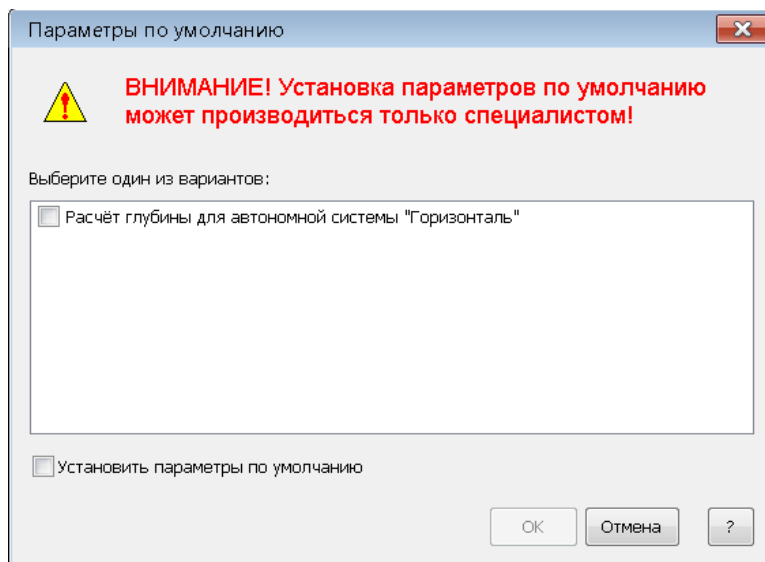 Параметры по умолчанию
ВНИМАНИЕ! Установка параметров по умолчанию
может производиться только специалистом!
Выберите один из вариантов:
Расчёт глубины для автономной системы "Горизонталь"
Установить параметры по умолчанию
OK
Отмена
?